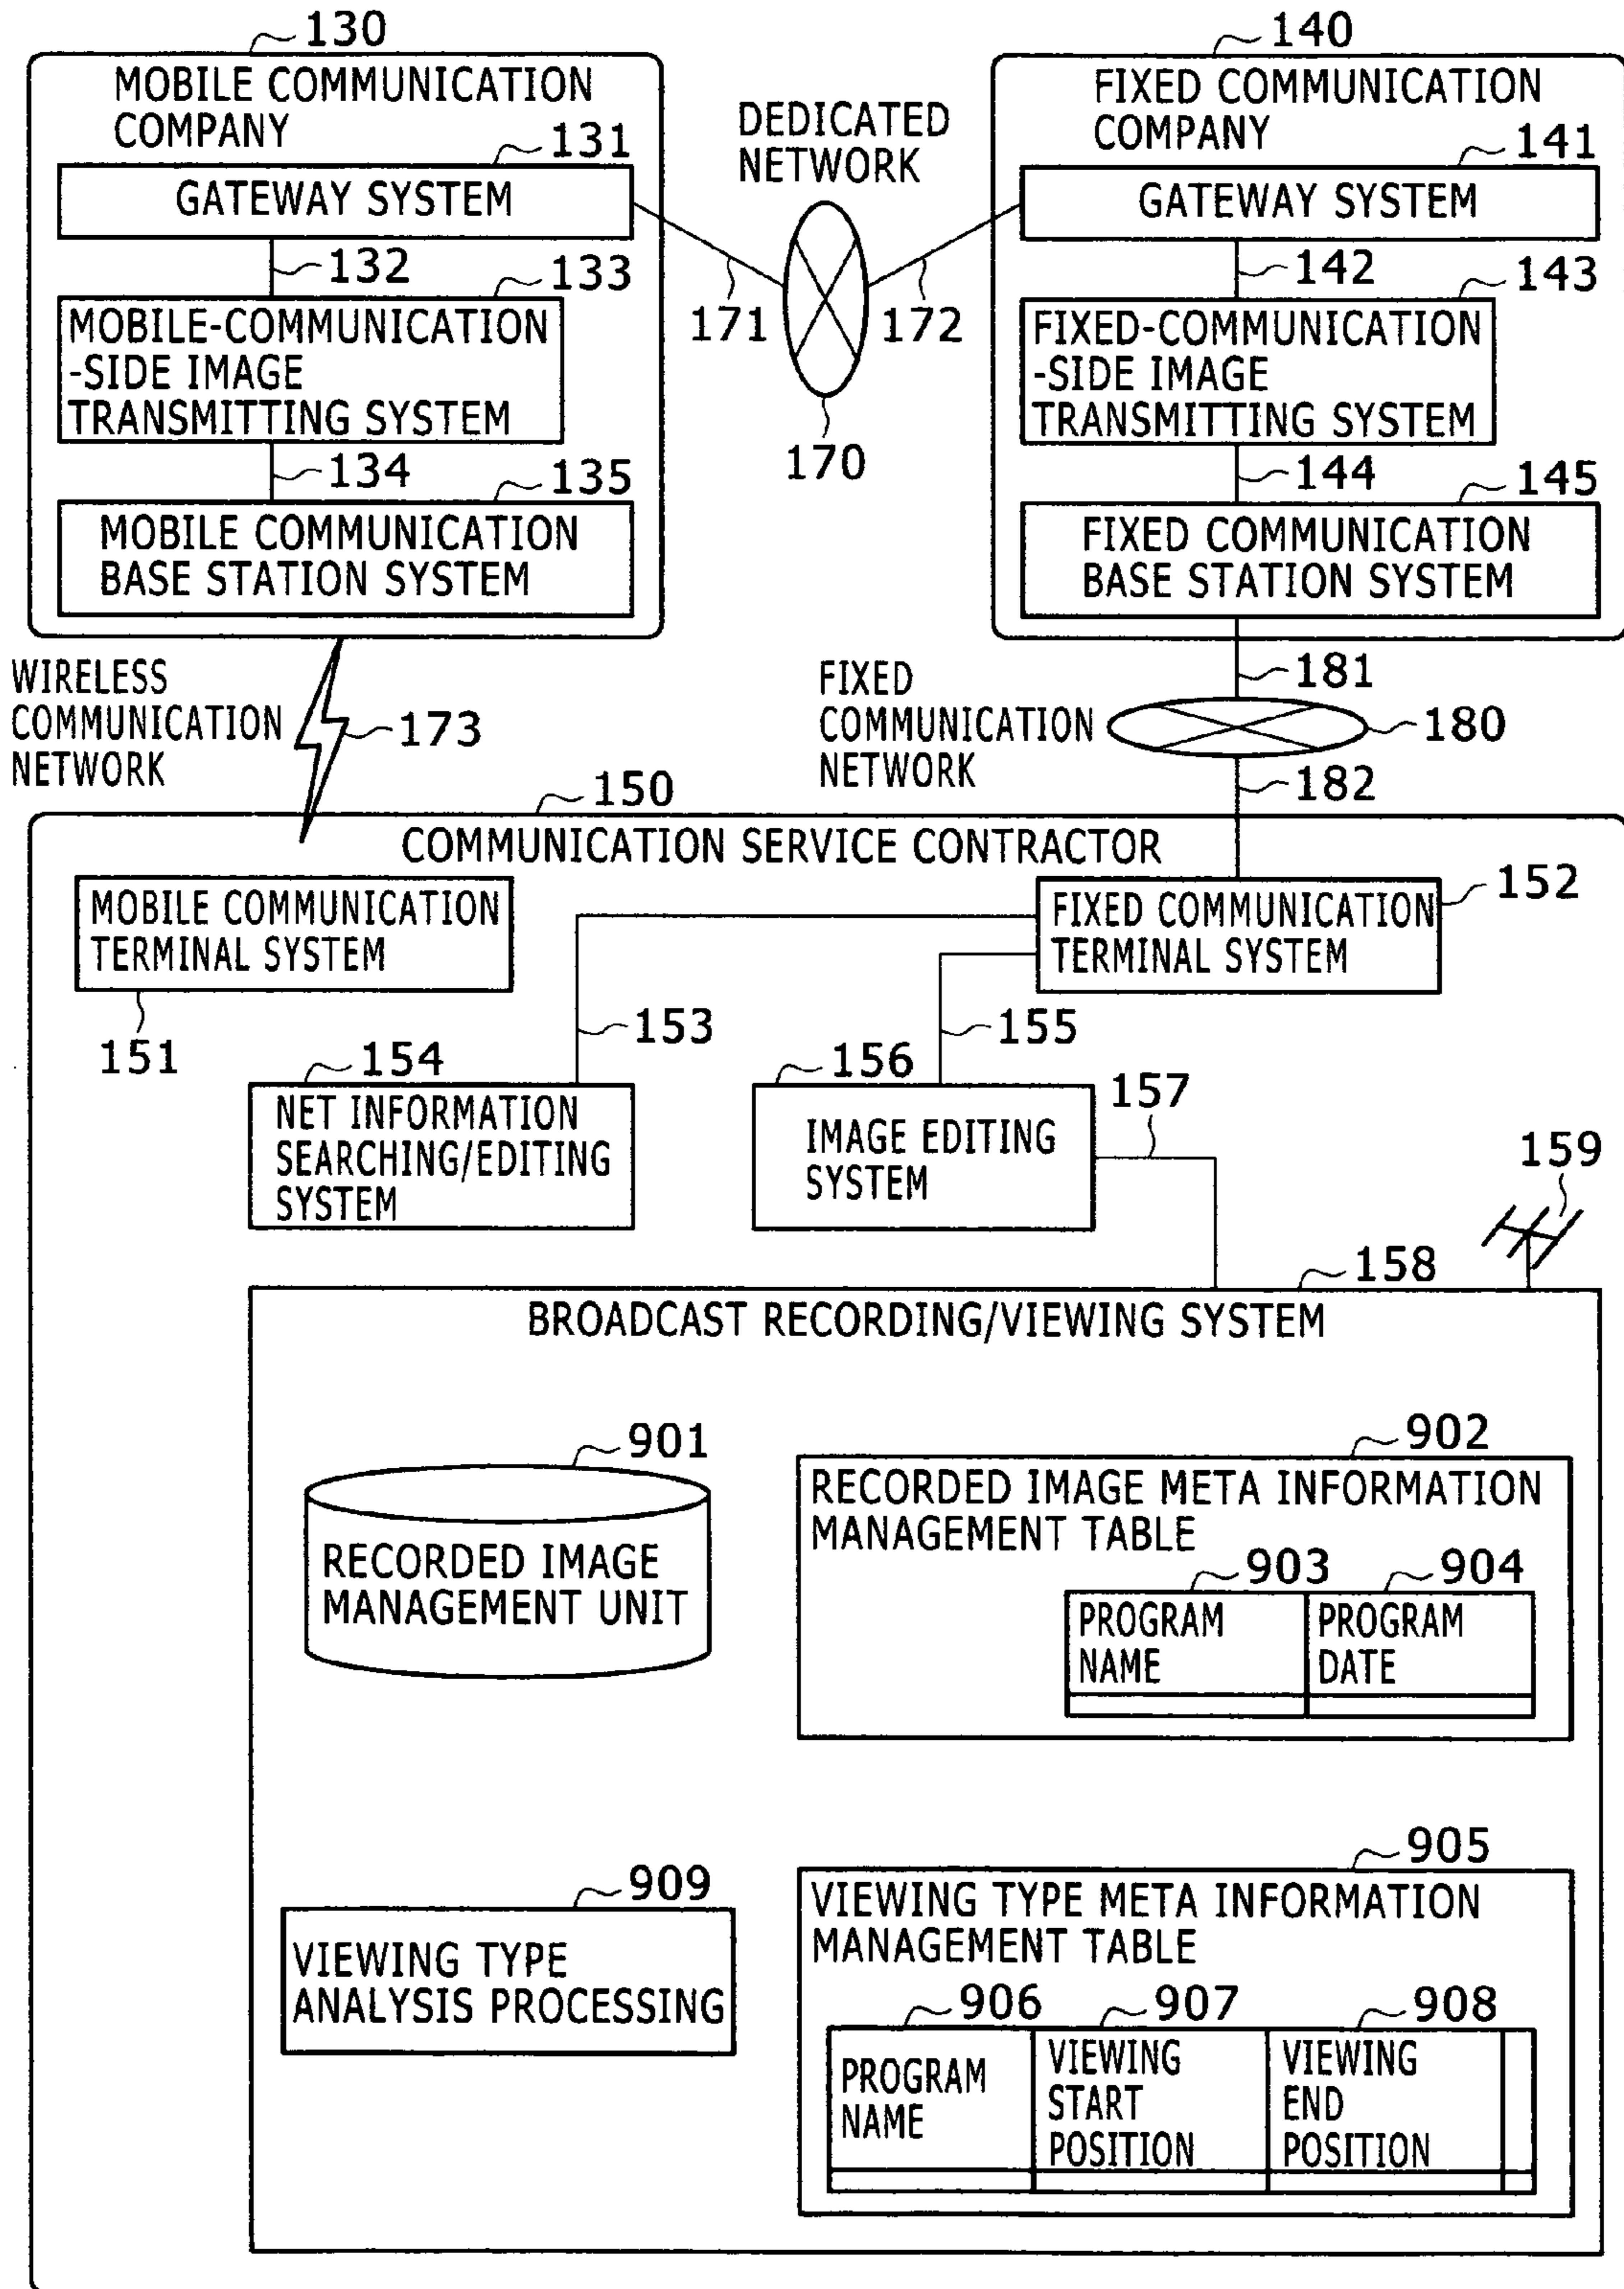 130
MOBILE COMMUNICATION
COMPANY
131
GATEWAY SYSTEM
132
133
MOBILE-COMMUNICATION
-SIDE IMAGE
TRANSMITTING SYSTEM
134
135
MOBILE COMMUNICATION
BASE STATION SYSTEM
DEDICATED
NETWORK
171
172
170
140
FIXED COMMUNICATION
COMPANY
141
GATEWAY SYSTEM
142
143
FIXED-COMMUNICATION
-SIDE IMAGE
TRANSMITTING SYSTEM
144
145
FIXED COMMUNICATION
BASE STATION SYSTEM
WIRELESS
COMMUNICATION
NETWORK
173
FIXED
COMMUNICATION
NETWORK
181
180
182
150
COMMUNICATION SERVICE CONTRACTOR
MOBILE COMMUNICATION
TERMINAL SYSTEM
151
152
FIXED COMMUNICATION
TERMINAL SYSTEM
153
155
154
NET INFORMATION
SEARCHING/EDITING
SYSTEM
156
IMAGE EDITING
SYSTEM
157
159
158
BROADCAST RECORDING/VIEWING SYSTEM
901
RECORDED IMAGE
MANAGEMENT UNIT
902
RECORDED IMAGE META INFORMATION
MANAGEMENT TABLE
903
904
PROGRAM
NAME
PROGRAM
DATE
909
VIEWING TYPE
ANALYSIS PROCESSING
905
VIEWING TYPE META INFORMATION
MANAGEMENT TABLE
906
907
908
PROGRAM
NAME
VIEWING
START
POSITION
VIEWING
END
POSITION